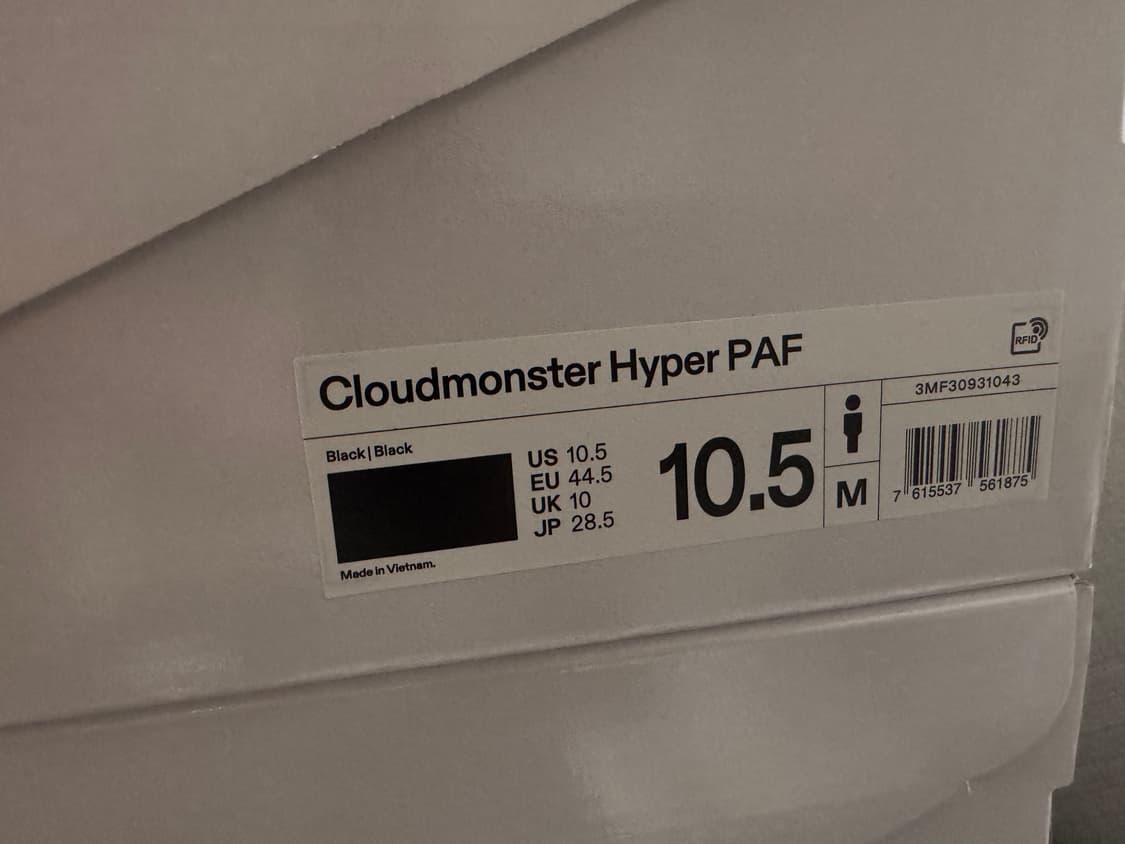 Cloudmonster Hyper PAF
RFID
3MF30931043
Black|Black
US 10.5
EU 44.5
UK 10
JP 28.5
10.5
M
7 615537 561875
Made in Vietnam.